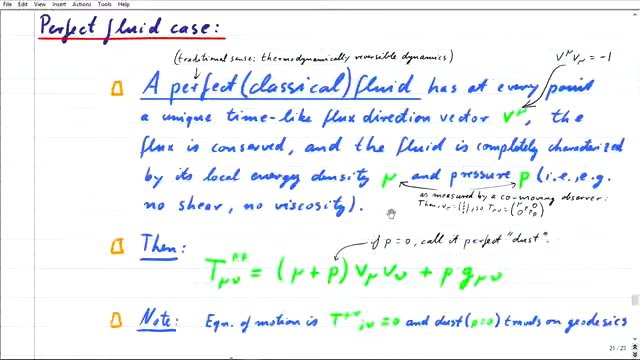 File Edit View Insert Actions Tools Help
Perfect fluid case:
(traditional sense: thermodynamically reversible dynamics)
v^μ v_μ = -1
A perfect (classical) fluid has at every point
a unique time-like flux direction vector v^μ, the
flux is conserved, and the fluid is completely characterized
by its local energy density μ and pressure p (i.e., e.g.
as measured by a co-moving observer:
no shear, no viscosity).
if p=0, call it perfect "dust".
Then:
T_μν^p.f. = (μ + p) v_μ v_ν + p g_μν
Note: Eqn. of motion is T^μν;ν = 0 and dust (p=0) travels on geodesics
21 / 23